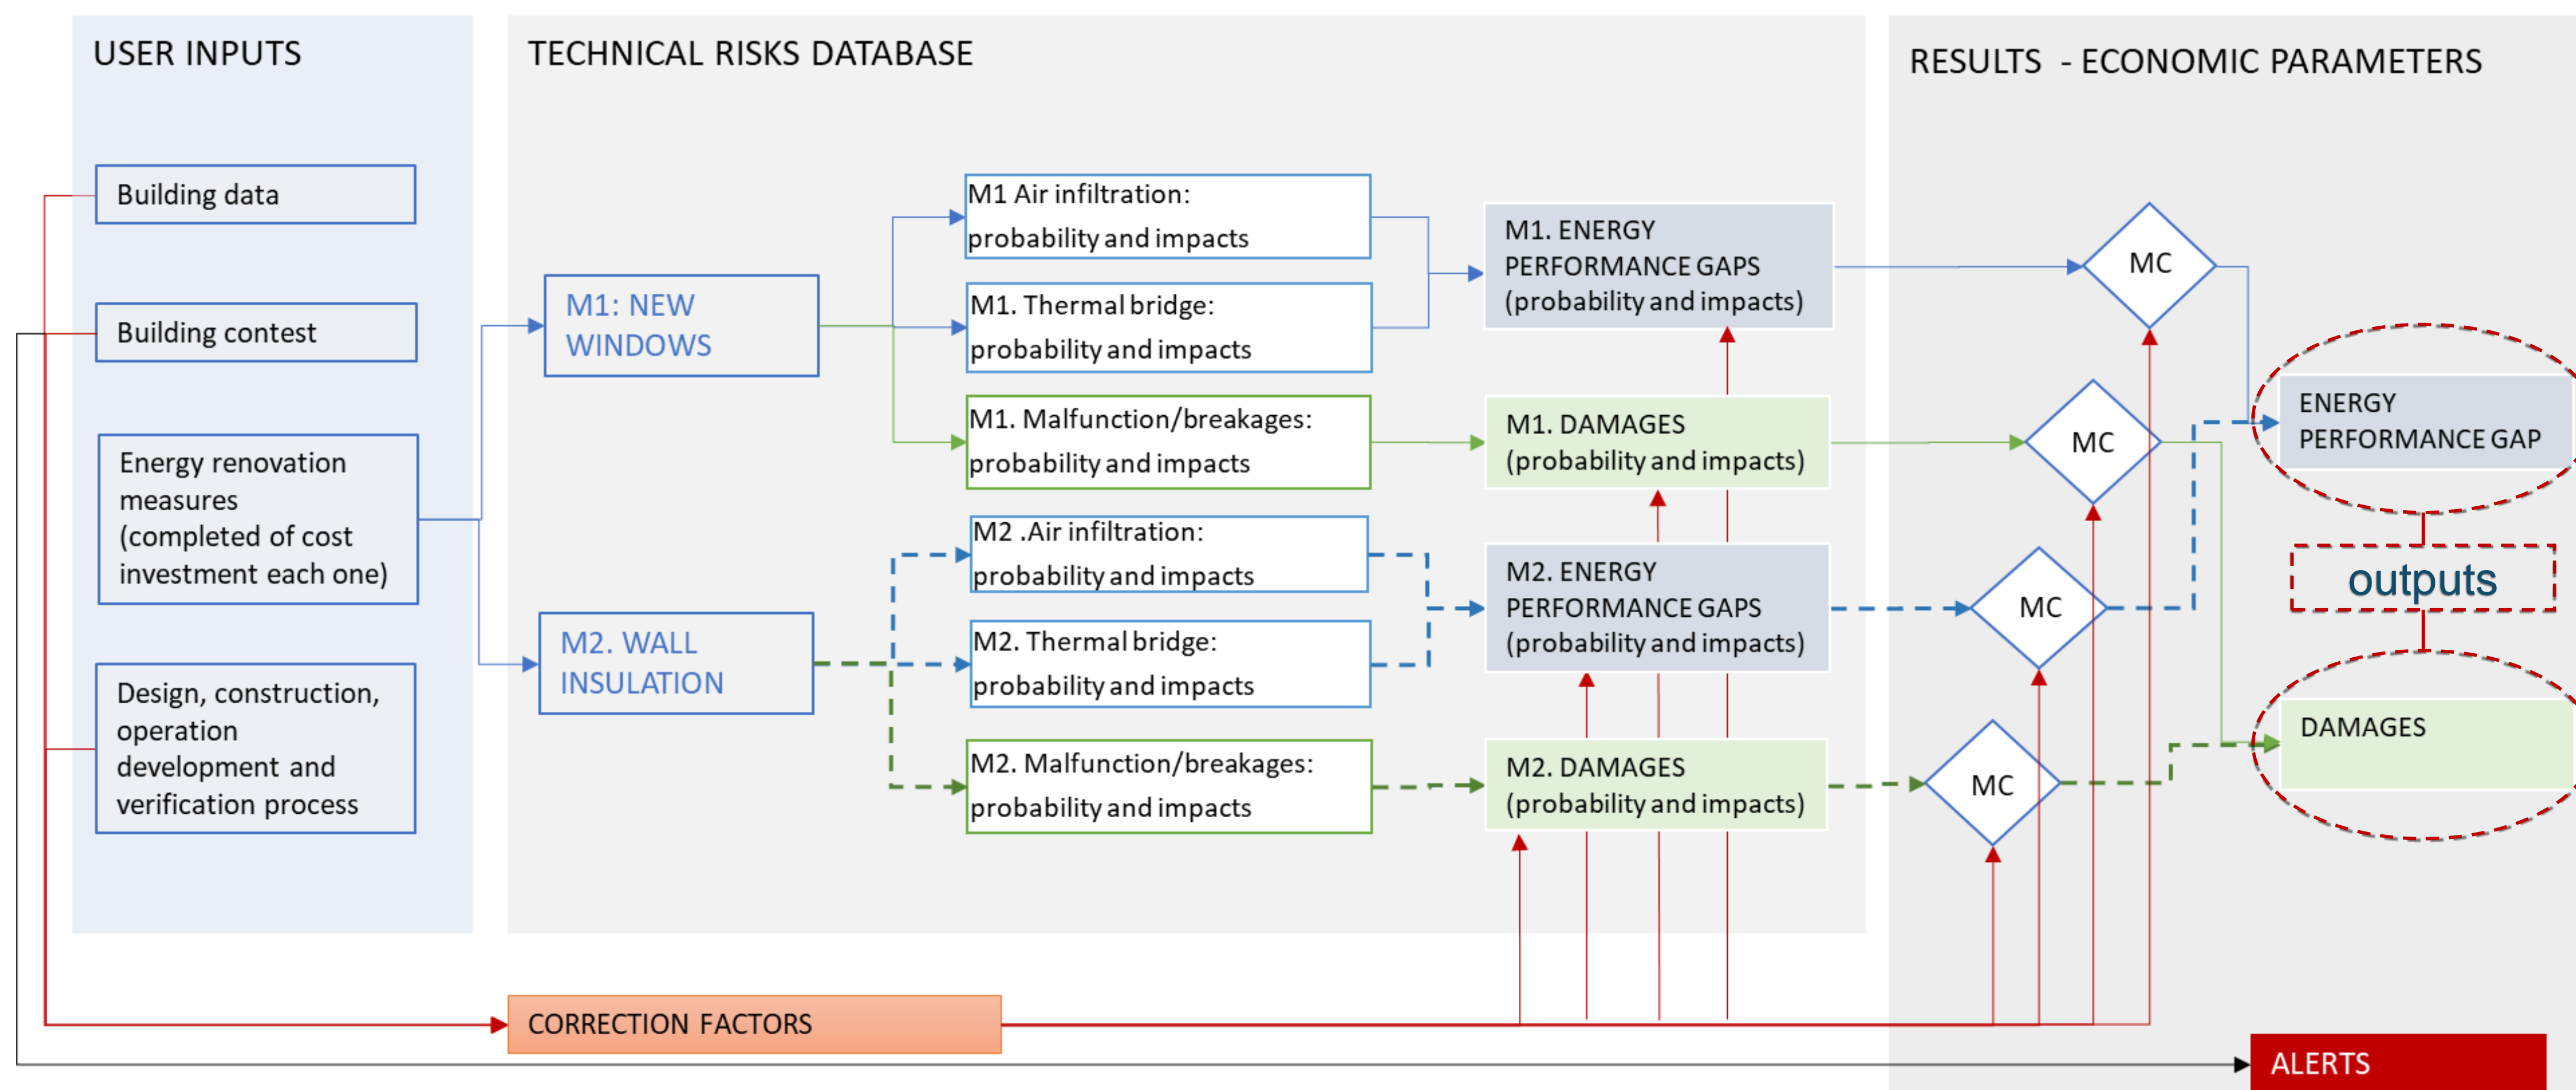 USER INPUTS
Building data
Building contest
Energy renovation
measures
(completed of cost
investment each one)
Design, construction,
operation
development and
verification process
TECHNICAL RISKS DATABASE
M1: NEW
WINDOWS
M2. WALL
INSULATION
M1 Air infiltration:
probability and impacts
M1. Thermal bridge:
probability and impacts
M1. Malfunction/breakages:
probability and impacts
M2 .Air infiltration:
probability and impacts
M2. Thermal bridge:
probability and impacts
M2. Malfunction/breakages:
probability and impacts
M1. ENERGY
PERFORMANCE GAPS
(probability and impacts)
M1. DAMAGES
(probability and impacts)
M2. ENERGY
PERFORMANCE GAPS
(probability and impacts)
M2. DAMAGES
(probability and impacts)
RESULTS - ECONOMIC PARAMETERS
MC
MC
MC
MC
ENERGY
PERFORMANCE GAP
outputs
DAMAGES
CORRECTION FACTORS
ALERTS